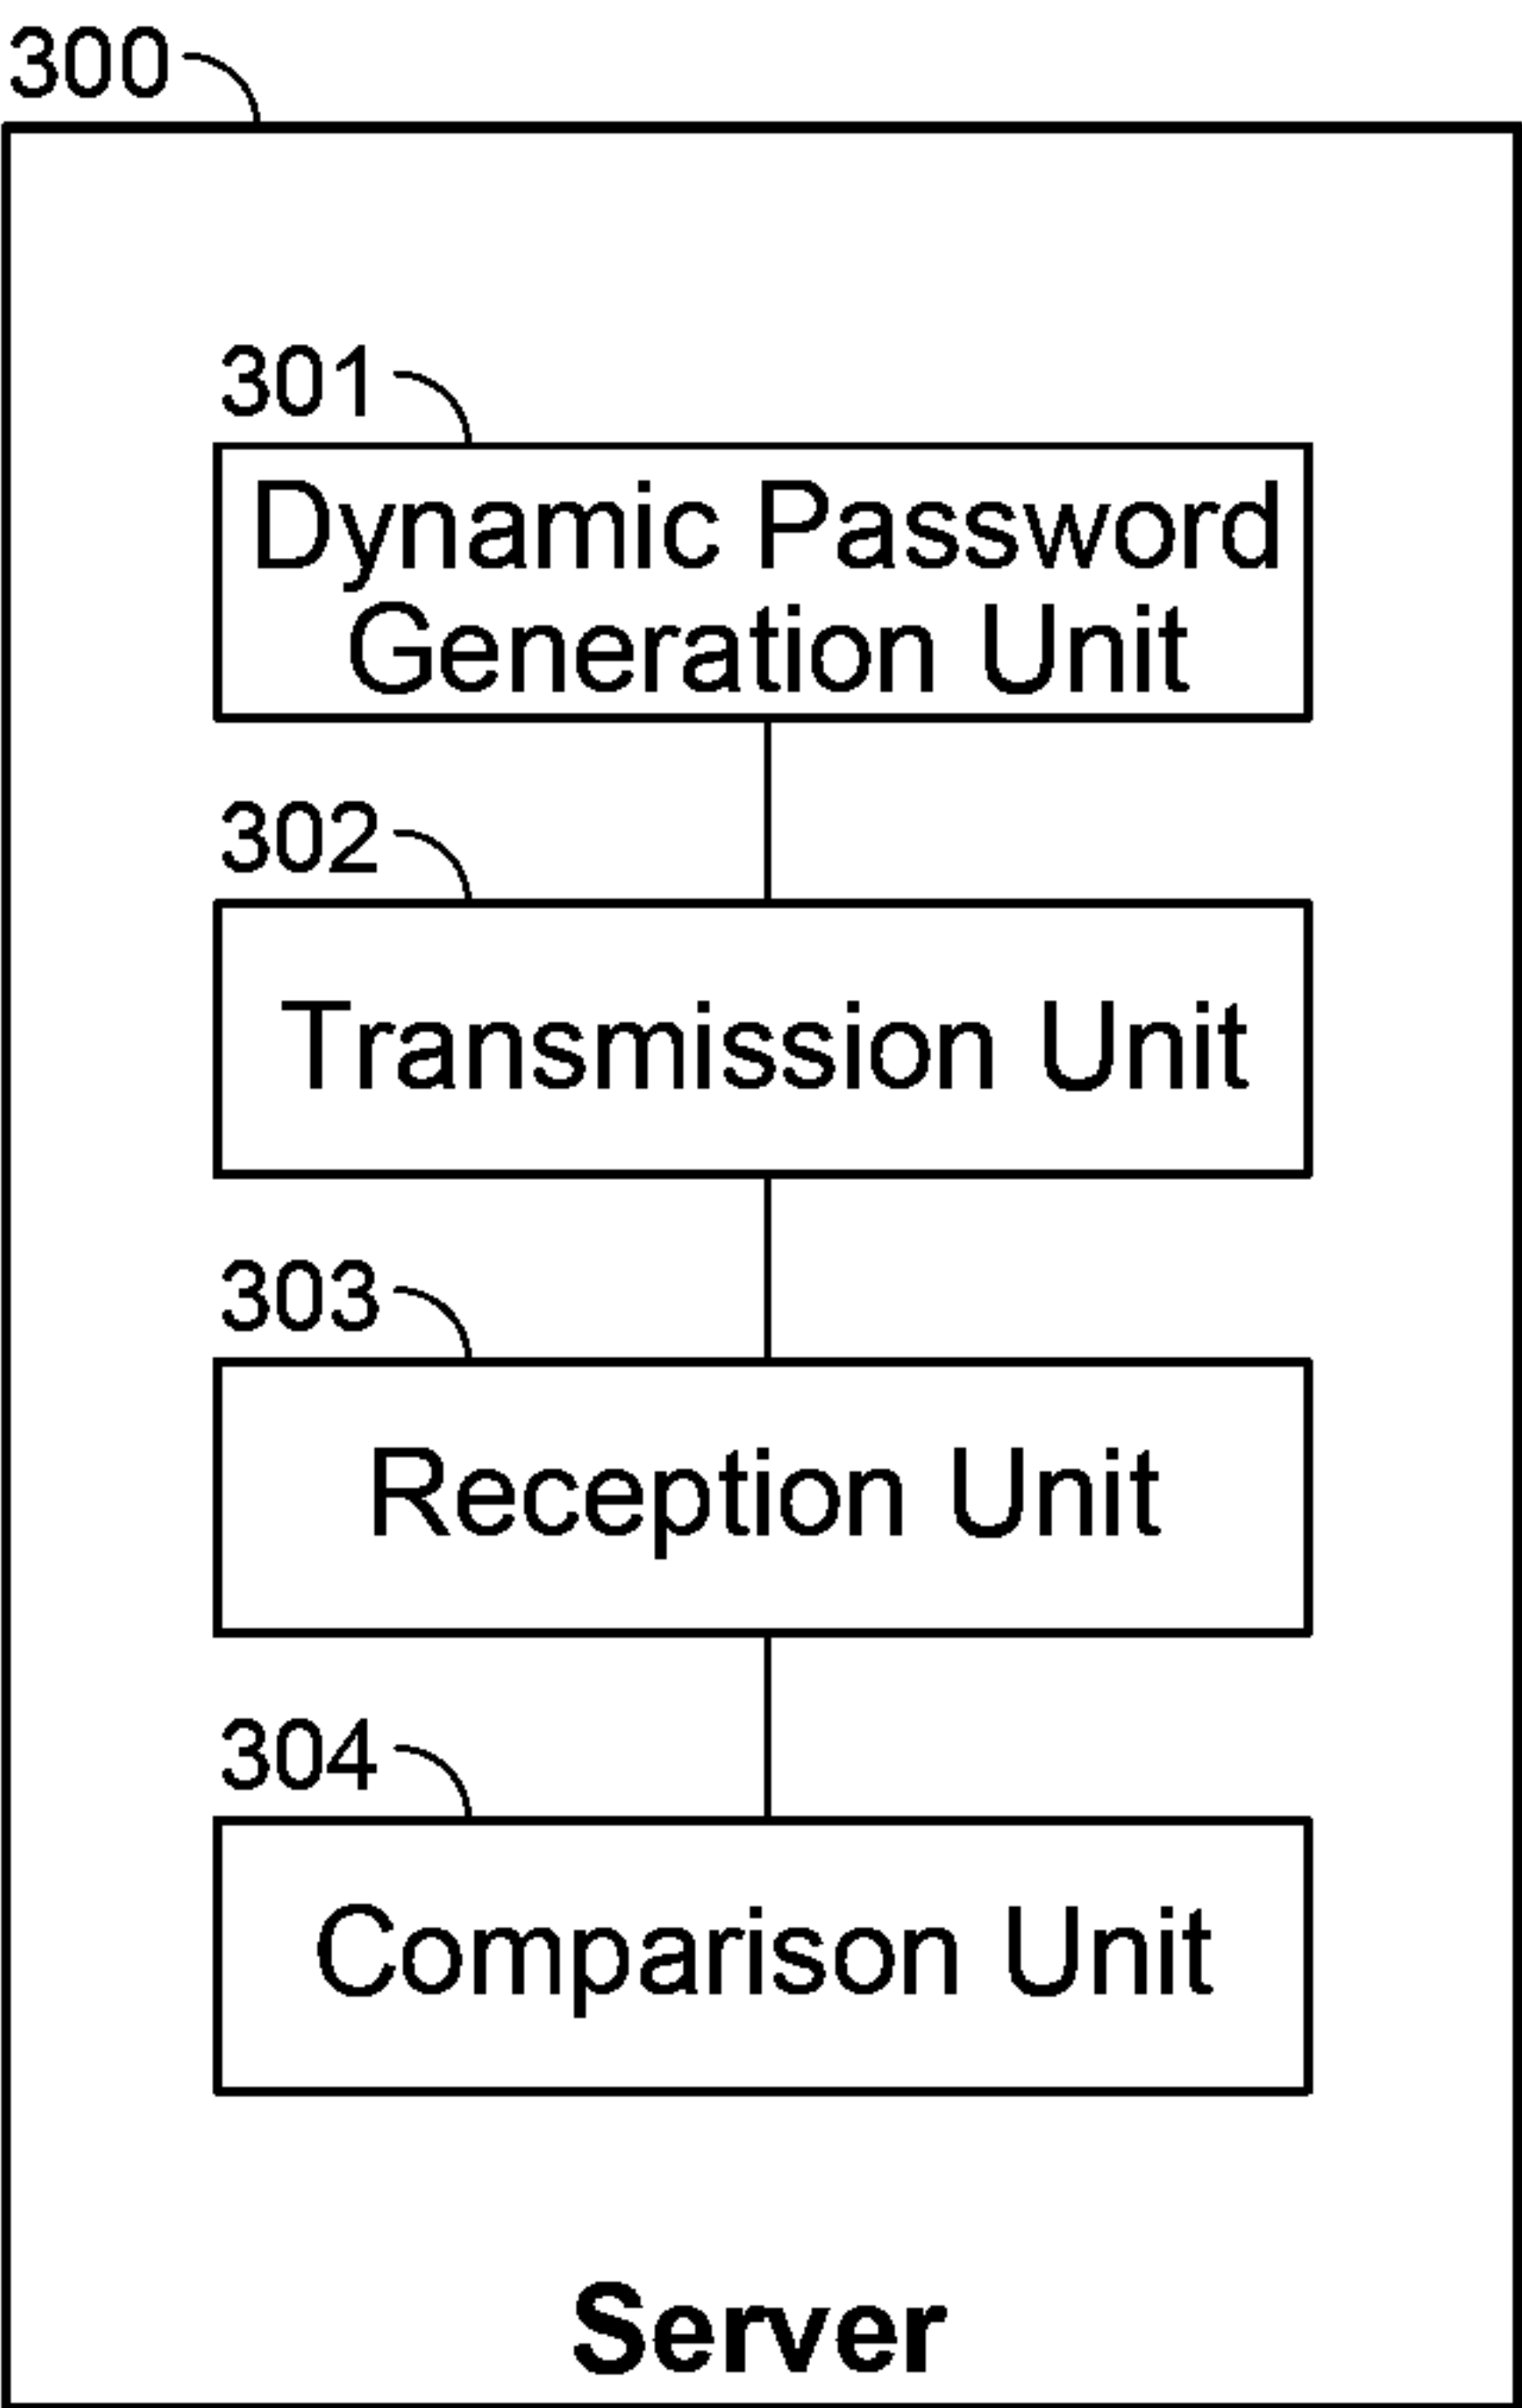 300
301
Dynamic Password
Generation Unit
302
Transmission Unit
303
Reception Unit
304
Comparison Unit
Server